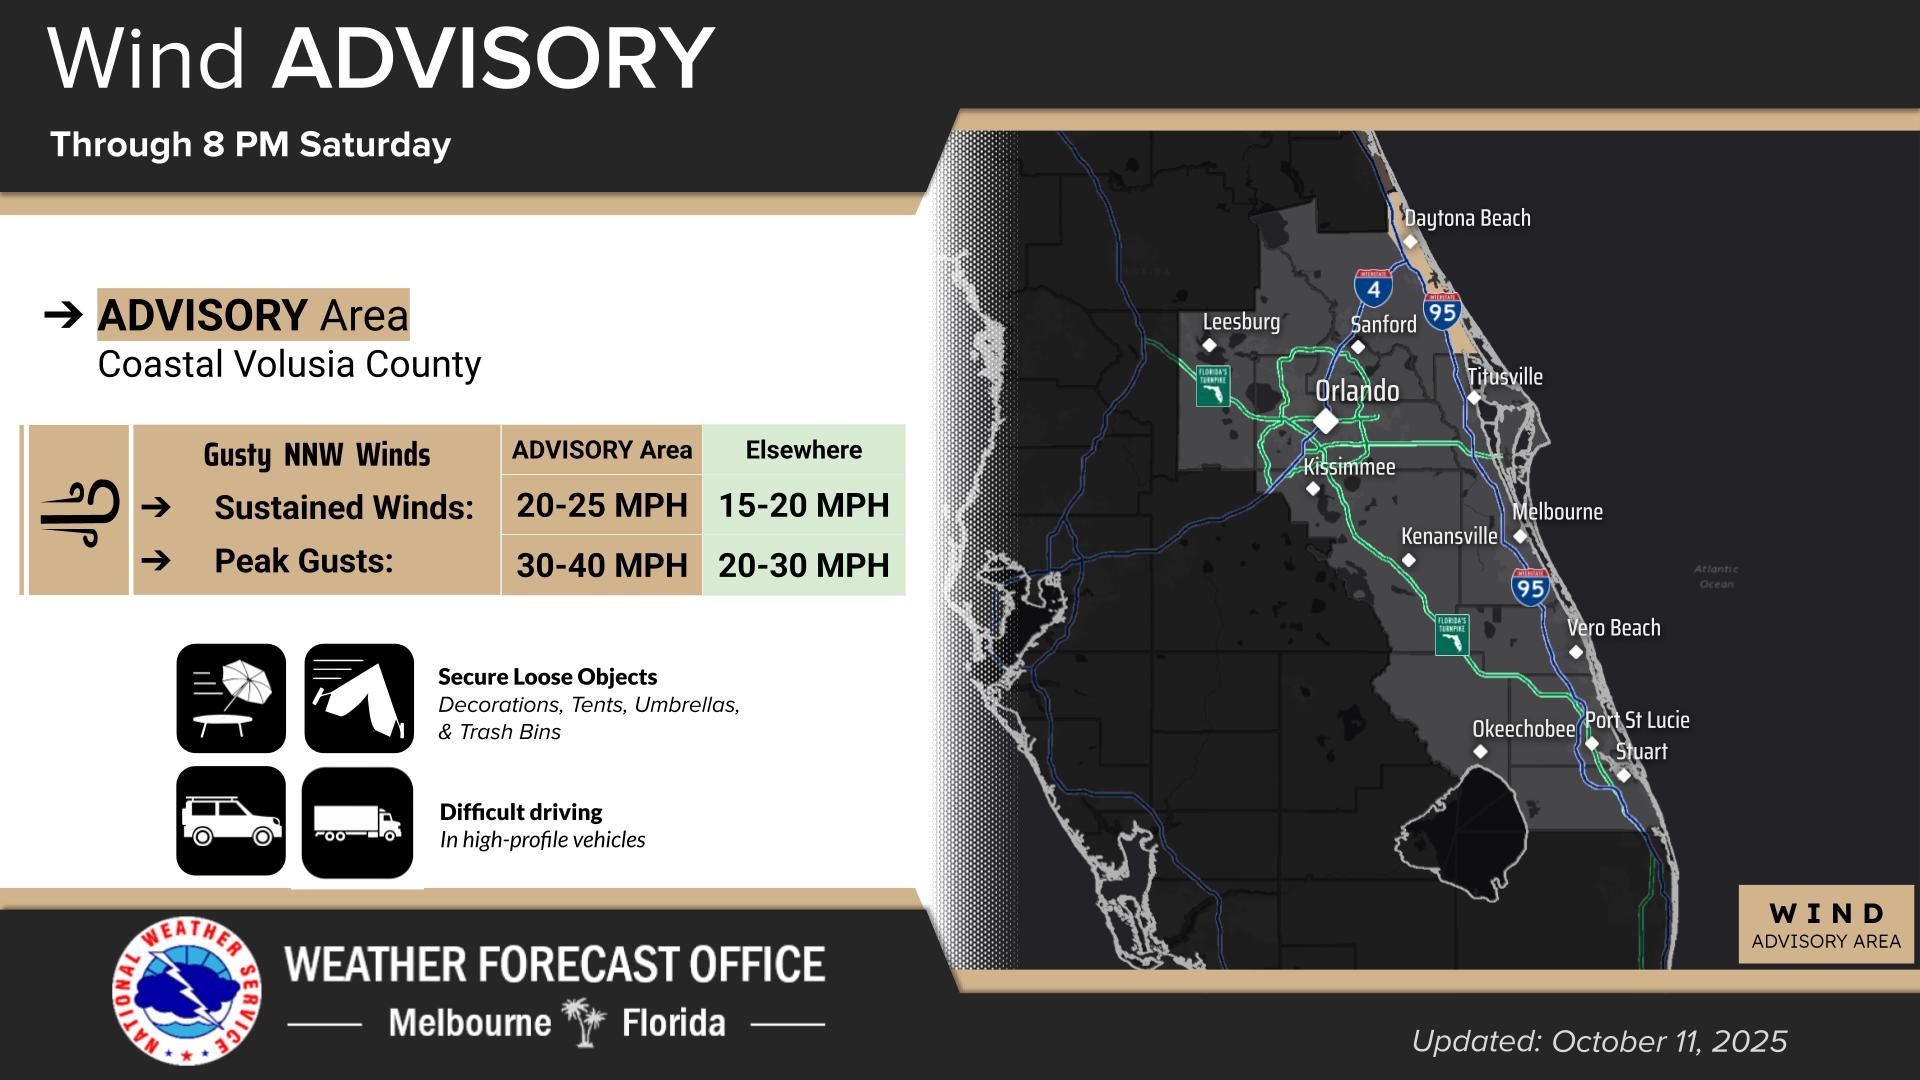 Wind ADVISORY
Through 8 PM Saturday
➔ ADVISORY Area
Coastal Volusia County
Gusty NNW Winds
ADVISORY Area
Elsewhere
➔ Sustained Winds:
20-25 MPH
15-20 MPH
➔ Peak Gusts:
30-40 MPH
20-30 MPH
Secure Loose Objects
Decorations, Tents, Umbrellas,
& Trash Bins
Difficult driving
In high-profile vehicles
NATIONAL WEATHER SERVICE
WEATHER FORECAST OFFICE
Melbourne Florida
Daytona Beach
FLORIDA
INTERSTATE
4
INTERSTATE
95
Leesburg
Sanford
FLORIDA'S
TURNPIKE
Titusville
Orlando
Kissimmee
Melbourne
Kenansville
Atlantic
Ocean
INTERSTATE
95
FLORIDA'S
TURNPIKE
Vero Beach
Port St Lucie
Okeechobee
Stuart
WIND
ADVISORY AREA
Updated: October 11, 2025